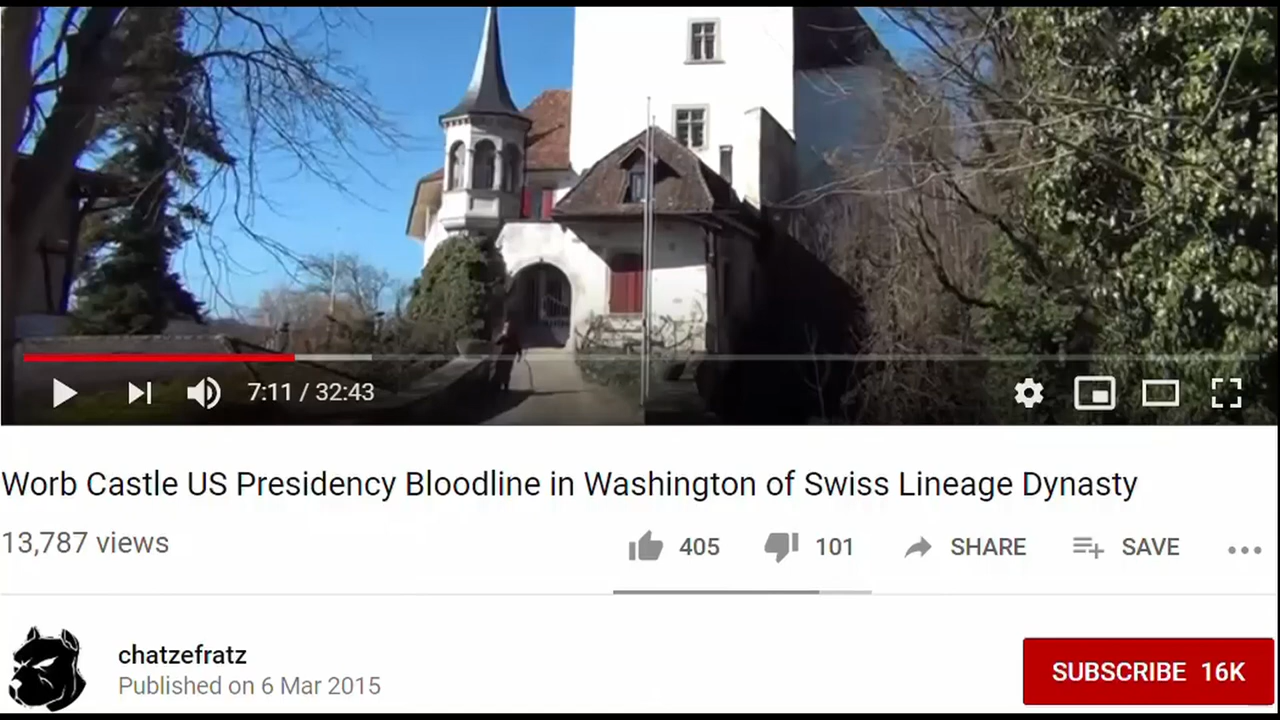 7:11 / 32:43
Worb Castle US Presidency Bloodline in Washington of Swiss Lineage Dynasty
13,787 views
405 101 SHARE SAVE
chatzefratz
Published on 6 Mar 2015
SUBSCRIBE 16K